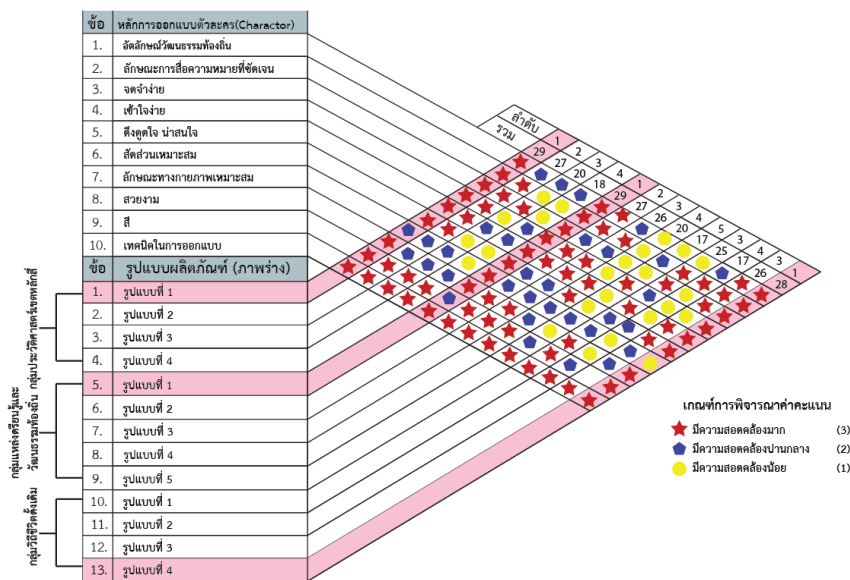 ข้อ หลักการออกแบบตัวละคร(Charactor)
1. อัตลักษณ์วัฒนธรรมท้องถิ่น
2. ลักษณะการสื่อความหมายที่ชัดเจน
3. จดจำง่าย
4. เข้าใจง่าย
5. ดึงดูดใจ น่าสนใจ
6. สัดส่วนเหมาะสม
7. ลักษณะทางกายภาพเหมาะสม
8. สวยงาม
9. สี
10. เทคนิคในการออกแบบ
ข้อ รูปแบบผลิตภัณฑ์ (ภาพร่าง)
กลุ่มประวัติศาสตร์เขตหลักสี่
1. รูปแบบที่ 1
2. รูปแบบที่ 2
3. รูปแบบที่ 3
4. รูปแบบที่ 4
กลุ่มแหล่งเรียนรู้และ
วัฒนธรรมท้องถิ่น
5. รูปแบบที่ 1
6. รูปแบบที่ 2
7. รูปแบบที่ 3
8. รูปแบบที่ 4
9. รูปแบบที่ 5
กลุ่มวิถีชีวิตดั้งเดิม
10. รูปแบบที่ 1
11. รูปแบบที่ 2
12. รูปแบบที่ 3
13. รูปแบบที่ 4
ลำดับ
รวม
29 1
27 2
20 3
18 4
29 1
27 2
26 3
20
17
25
17
26
28 1
เกณฑ์การพิจารณาค่าคะแนน
มีความสอดคล้องมาก (3)
มีความสอดคล้องปานกลาง (2)
มีความสอดคล้องน้อย (1)